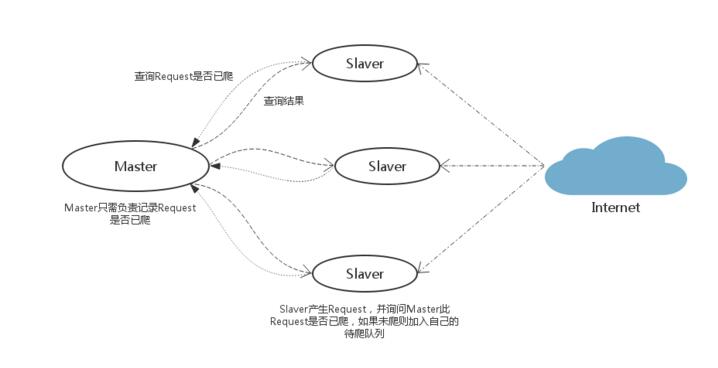 Slaver
查询Request是否已爬
查询结果
Master
Slaver
Internet
Master只需负责记录Request
是否已爬
Slaver
Slaver产生Request，并询问Master此
Request是否已爬，如果未爬则加入自己的
待爬队列